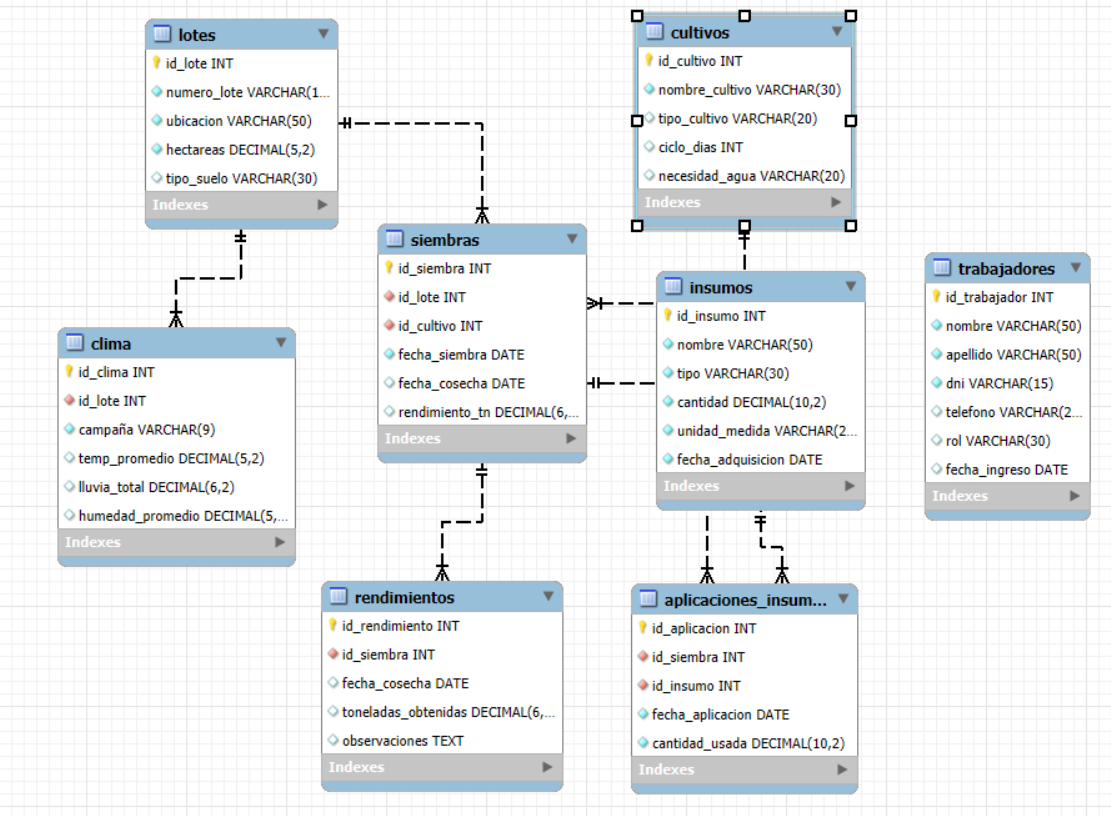 lotes
id_lote INT
numero_lote VARCHAR(1...
ubicacion VARCHAR(50)
hectareas DECIMAL(5,2)
tipo_suelo VARCHAR(30)
Indexes
cultivos
id_cultivo INT
nombre_cultivo VARCHAR(30)
tipo_cultivo VARCHAR(20)
ciclo_dias INT
necesidad_agua VARCHAR(20)
Indexes
siembras
id_siembra INT
id_lote INT
id_cultivo INT
fecha_siembra DATE
fecha_cosecha DATE
rendimiento_tn DECIMAL(6,...
Indexes
insumos
id_insumo INT
nombre VARCHAR(50)
tipo VARCHAR(30)
cantidad DECIMAL(10,2)
unidad_medida VARCHAR(2...
fecha_adquisicion DATE
Indexes
trabajadores
id_trabajador INT
nombre VARCHAR(50)
apellido VARCHAR(50)
dni VARCHAR(15)
telefono VARCHAR(2...
rol VARCHAR(30)
fecha_ingreso DATE
Indexes
clima
id_clima INT
id_lote INT
campaña VARCHAR(9)
temp_promedio DECIMAL(5,2)
lluvia_total DECIMAL(6,2)
humedad_promedio DECIMAL(5,...
Indexes
rendimientos
id_rendimiento INT
id_siembra INT
fecha_cosecha DATE
toneladas_obtenidas DECIMAL(6,...
observaciones TEXT
Indexes
aplicaciones_insum...
id_aplicacion INT
id_siembra INT
id_insumo INT
fecha_aplicacion DATE
cantidad_usada DECIMAL(10,2)
Indexes